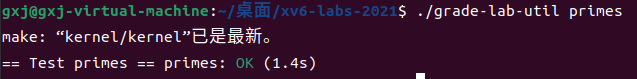 gxj@gxj-virtual-machine:~/桌面/xv6-labs-2021$ ./grade-lab-util primes
make: “kernel/kernel”已是最新。
== Test primes == primes: OK (1.4s)